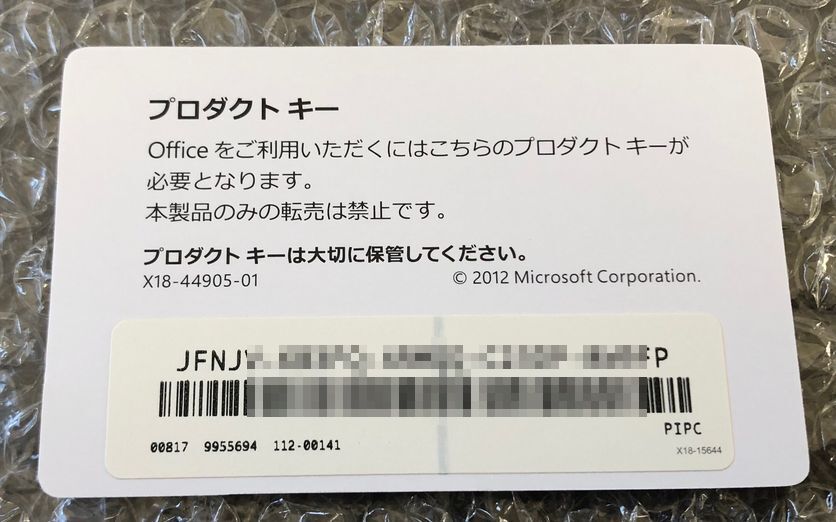 プロダクト キー
Office をご利用いただくにはこちらのプロダクト キーが
必要となります。
本製品のみの転売は禁止です。
プロダクト キーは大切に保管してください。
X18-44905-01 © 2012 Microsoft Corporation.
PIPC
00817 9955694 112-00141
X18-15644